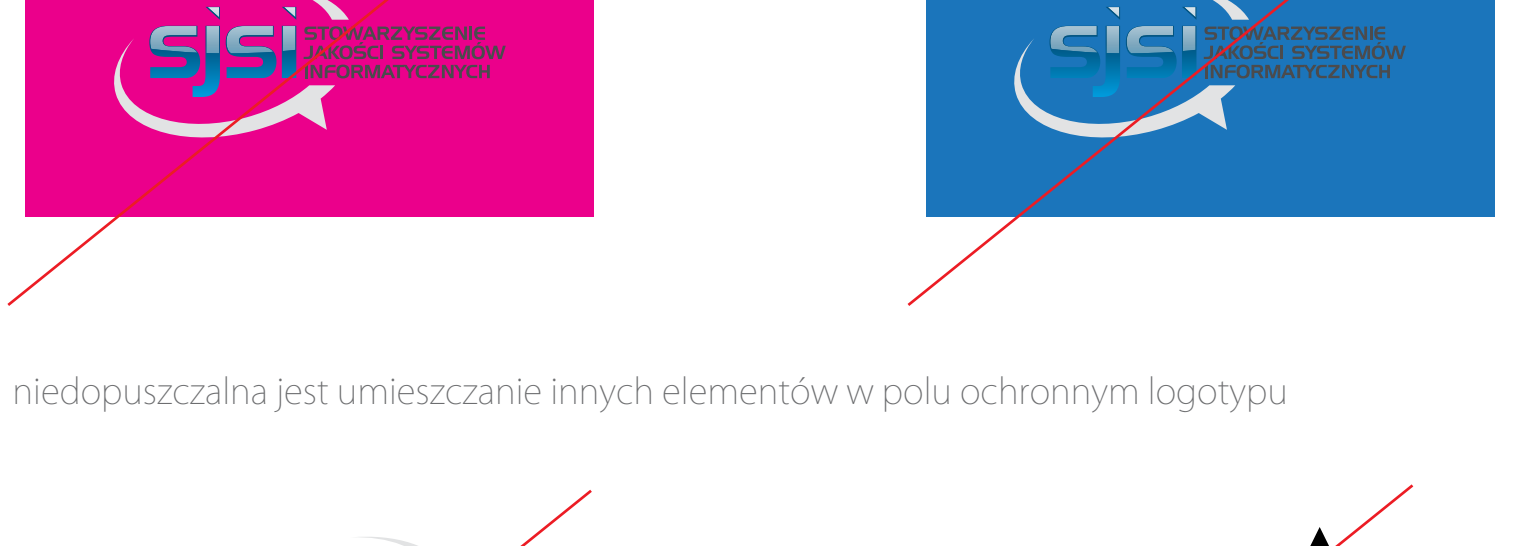 sjsi STOWARZYSZENIE
JAKOŚCI SYSTEMÓW
INFORMATYCZNYCH
sjsi STOWARZYSZENIE
JAKOŚCI SYSTEMÓW
INFORMATYCZNYCH
niedopuszczalna jest umieszczanie innych elementów w polu ochronnym logotypu